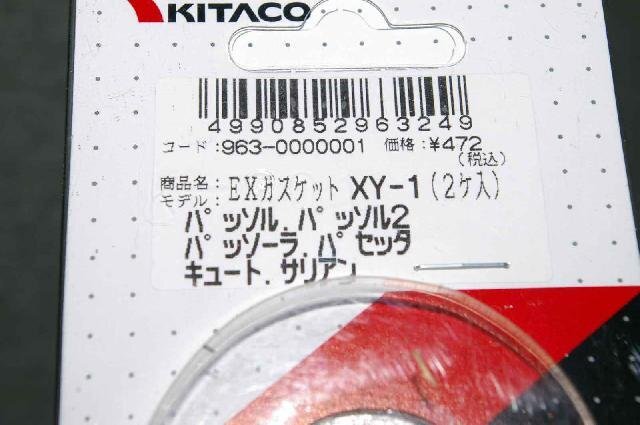 KITACO
4990852963249
コード:963-0000001 価格:¥472
(税込)
商品名:EXガスケット XY-1(2ケ入)
モデル:
パッソル.パッソル2
パッソーラ.パセッタ
キュート.サリアン